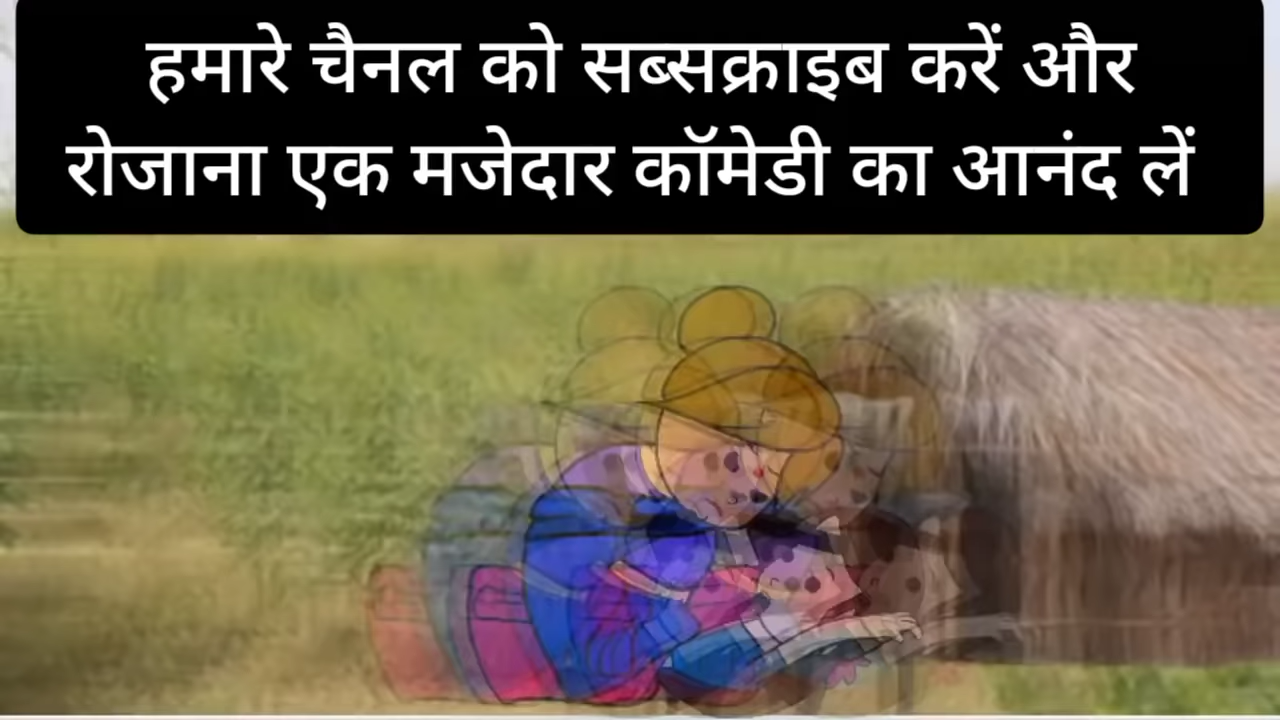 हमारे चैनल को सब्सक्राइब करें और
रोजाना एक मजेदार कॉमेडी का आनंद लें